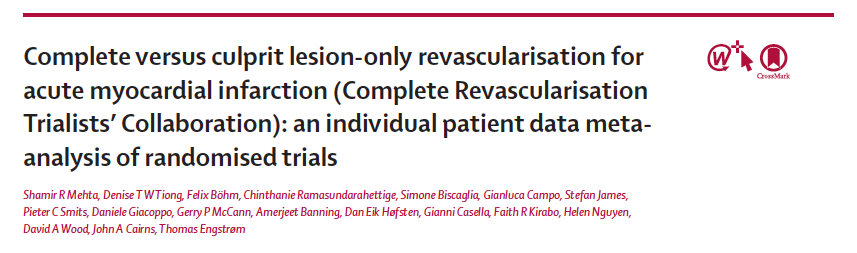 Complete versus culprit lesion-only revascularisation for
acute myocardial infarction (Complete Revascularisation
Trialists’ Collaboration): an individual patient data meta-
analysis of randomised trials
W
CrossMark
Shamir R Mehta, Denise T W Tiong, Felix Böhm, Chinthanie Ramasundarahettige, Simone Biscaglia, Gianluca Campo, Stefan James,
Pieter C Smits, Daniele Giacoppo, Gerry P McCann, Amerjeet Banning, Dan Eik Høfsten, Gianni Casella, Faith R Kirabo, Helen Nguyen,
David A Wood, John A Cairns, Thomas Engstrøm